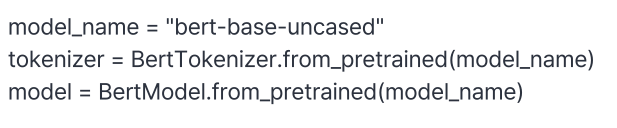 model_name = "bert-base-uncased"
tokenizer = BertTokenizer.from_pretrained(model_name)
model = BertModel.from_pretrained(model_name)